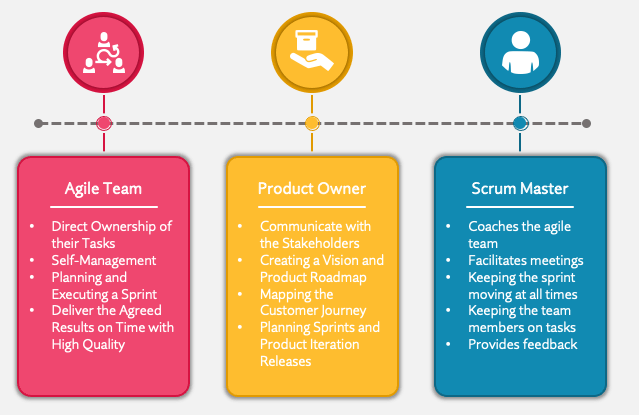 Agile Team
• Direct Ownership of
their Tasks
• Self-Management
• Planning and
Executing a Sprint
• Deliver the Agreed
Results on Time with
High Quality
Product Owner
• Communicate with
the Stakeholders
• Creating a Vision and
Product Roadmap
• Mapping the
Customer Journey
• Planning Sprints and
Product Iteration
Releases
Scrum Master
• Coaches the agile
team
• Facilitates meetings
• Keeping the sprint
moving at all times
• Keeping the team
members on tasks
• Provides feedback